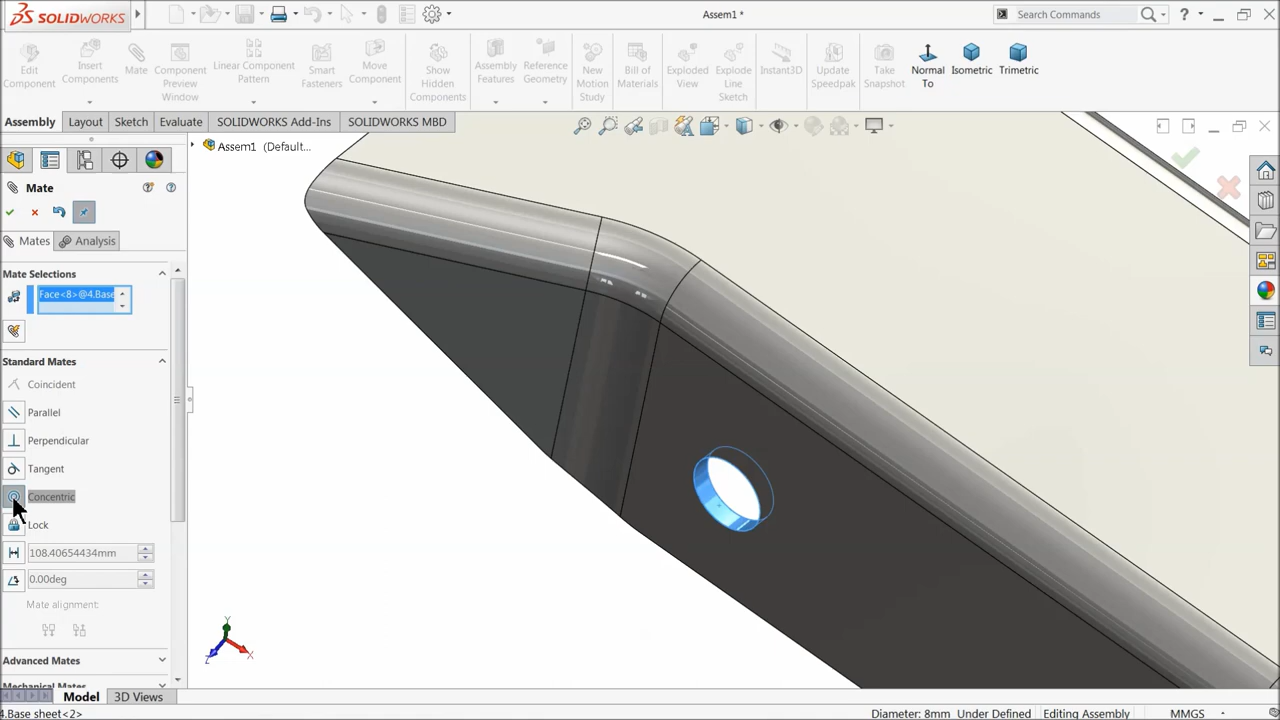 SOLIDWORKS
Assem1 *
Search Commands
?
Edit Component
Insert Components
Mate
Component Preview Window
Linear Component Pattern
Smart Fasteners
Move Component
Show Hidden Components
Assembly Features
Reference Geometry
New Motion Study
Bill of Materials
Exploded View
Explode Line Sketch
Instant3D
Update Speedpak
Take Snapshot
Normal To
Isometric
Trimetric
Assembly
Layout
Sketch
Evaluate
SOLIDWORKS Add-Ins
SOLIDWORKS MBD
Assem1 (Default...
Mate
Mates
Analysis
Mate Selections
Face<8>@4.Base
Standard Mates
Coincident
Parallel
Perpendicular
Tangent
Concentric
Lock
108.40654434mm
0.00deg
Mate alignment:
Advanced Mates
Mechanical Mates
Y
X
Z
Model
3D Views
4.Base sheet<2>
Diameter: 8mm
Under Defined
Editing Assembly
MMGS